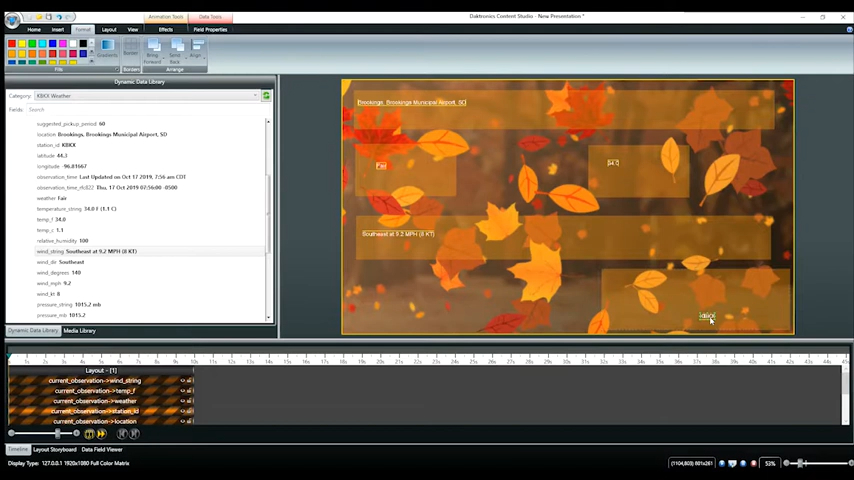 Daktronics Content Studio - New Presentation *
Animation Tools
Data Tools
Home
Insert
Format
Layout
View
Effects
Field Properties
Gradients
Border
Bring
Forward
Send
Back
Align
Fills
Borders
Arrange
Dynamic Data Library
Category:
KBKX Weather
Fields:
Search
suggested_pickup_period 60
location Brookings, Brookings Municipal Airport, SD
station_id KBKX
latitude 44.3
longitude -96.81667
observation_time Last Updated on Oct 17 2019, 7:56 am CDT
observation_time_rfc822 Thu, 17 Oct 2019 07:56:00 -0500
weather Fair
temperature_string 34.0 F (1.1 C)
temp_f 34.0
temp_c 1.1
relative_humidity 100
wind_string Southeast at 9.2 MPH (8 KT)
wind_dir Southeast
wind_degrees 140
wind_mph 9.2
wind_kt 8
pressure_string 1015.2 mb
pressure_mb 1015.2
Dynamic Data Library
Media Library
Brookings, Brookings Municipal Airport, SD
Fair
Southeast at 9.2 MPH (8 KT)
Layout - [1]
current_observation->wind_string
current_observation->temp_f
current_observation->weather
current_observation->station_id
current_observation->location
Timeline
Layout Storyboard
Data Field Viewer
Display Type: 127.0.0.1 1920x1080 Full Color Matrix
(1104,803) 801x261
53%